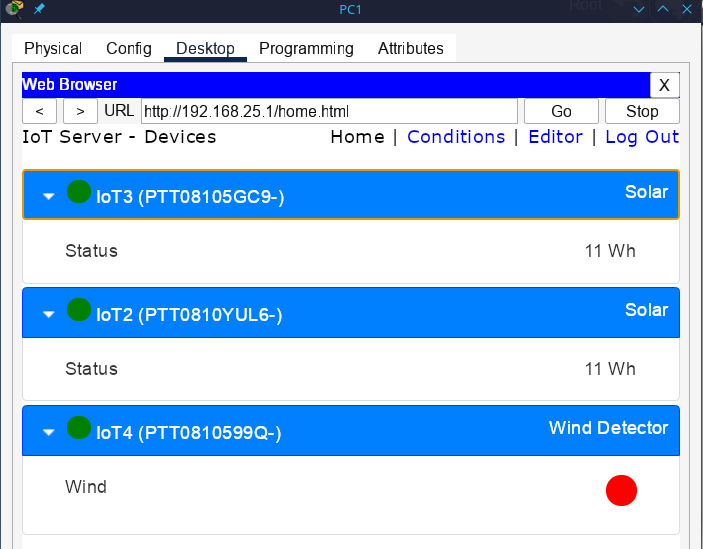 PC1
Root
Physical Config Desktop Programming Attributes
Web Browser X
< > URL http://192.168.25.1/home.html Go Stop
IoT Server - Devices Home | Conditions | Editor | Log Out
IoT3 (PTT08105GC9-) Solar
Status 11 Wh
IoT2 (PTT0810YUL6-) Solar
Status 11 Wh
IoT4 (PTT0810599Q-) Wind Detector
Wind